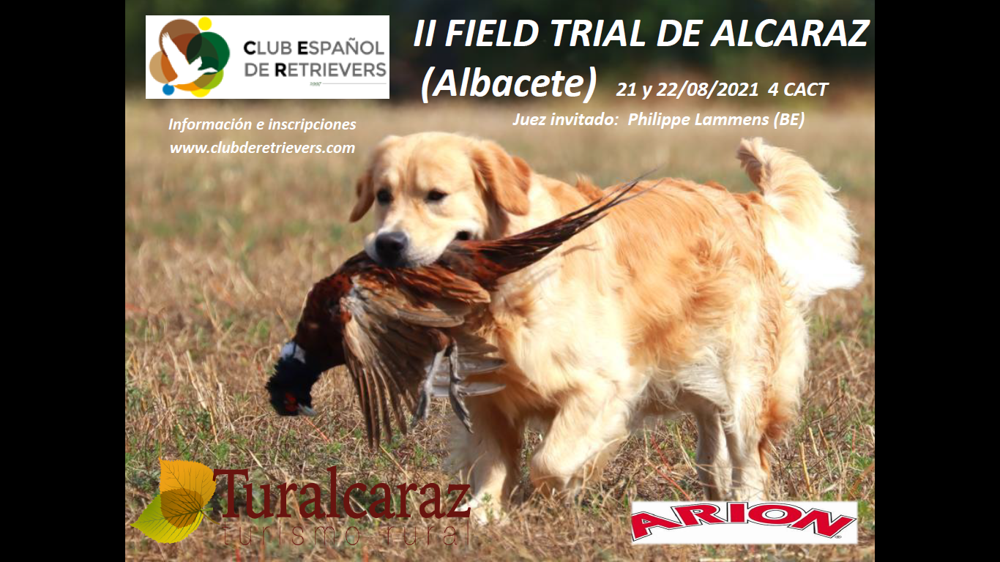 CLUB ESPAÑOL
DE RETRIEVERS
II FIELD TRIAL DE ALCARAZ
(Albacete) 21 y 22/08/2021 4 CACT
Juez invitado: Philippe Lammens (BE)
Información e inscripciones
www.clubderetrievers.com
Turalcaraz
turismo rural
ARION®